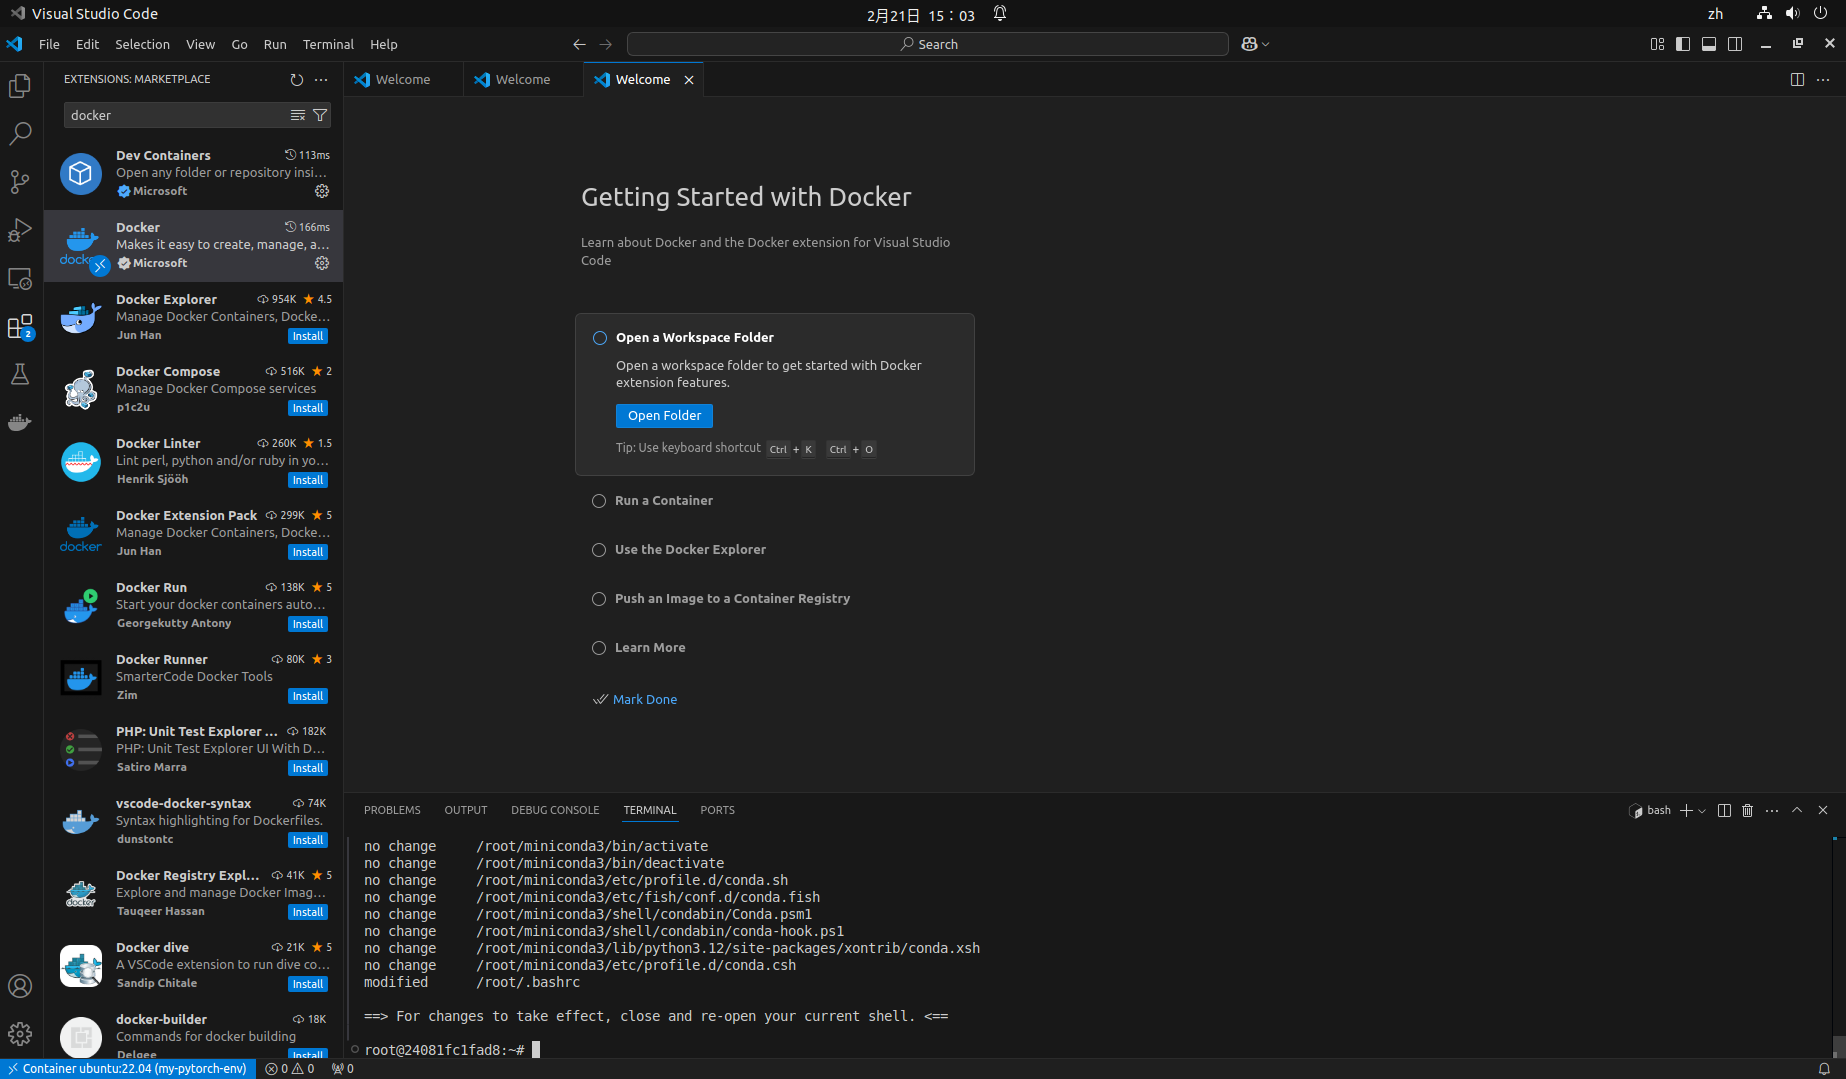 Visual Studio Code
2月21日 15：03
zh
File Edit Selection View Go Run Terminal Help
Search
EXTENSIONS: MARKETPLACE
docker
Dev Containers 113ms
Open any folder or repository insi…
Microsoft
Docker 166ms
Makes it easy to create, manage, a…
docker
Microsoft
Docker Explorer 954K 4.5
Manage Docker Containers, Docke…
Jun Han Install
Docker Compose 516K 2
Manage Docker Compose services
p1c2u Install
Docker Linter 260K 1.5
Lint perl, python and/or ruby in yo…
Henrik Sjööh Install
Docker Extension Pack 299K 5
Manage Docker Containers, Docke…
docker
Jun Han Install
Docker Run 138K 5
Start your docker containers auto…
Georgekutty Antony Install
Docker Runner 80K 3
SmarterCode Docker Tools
Zim Install
PHP: Unit Test Explorer … 182K
PHP: Unit Test Explorer UI With D…
Satiro Marra Install
vscode-docker-syntax 74K
Syntax highlighting for Dockerfiles.
dunstontc Install
Docker Registry Expl… 41K 5
Explore and manage Docker Imag…
docker
Tauqeer Hassan Install
Docker dive 21K 5
A VSCode extension to run dive co…
Sandip Chitale Install
docker-builder 18K
Commands for docker building
Delgee Install
2
Welcome Welcome Welcome
Getting Started with Docker
Learn about Docker and the Docker extension for Visual Studio
Code
Open a Workspace Folder
Open a workspace folder to get started with Docker
extension features.
Open Folder
Tip: Use keyboard shortcut Ctrl + K Ctrl + O
Run a Container
Use the Docker Explorer
Push an Image to a Container Registry
Learn More
Mark Done
PROBLEMS OUTPUT DEBUG CONSOLE TERMINAL PORTS
bash
no change /root/miniconda3/bin/activate
no change /root/miniconda3/bin/deactivate
no change /root/miniconda3/etc/profile.d/conda.sh
no change /root/miniconda3/etc/fish/conf.d/conda.fish
no change /root/miniconda3/shell/condabin/Conda.psm1
no change /root/miniconda3/shell/condabin/conda-hook.ps1
no change /root/miniconda3/lib/python3.12/site-packages/xontrib/conda.xsh
no change /root/miniconda3/etc/profile.d/conda.csh
modified /root/.bashrc
==> For changes to take effect, close and re-open your current shell. <==
root@24081fc1fad8:~#
Container ubuntu:22.04 (my-pytorch-env) 0 0 0